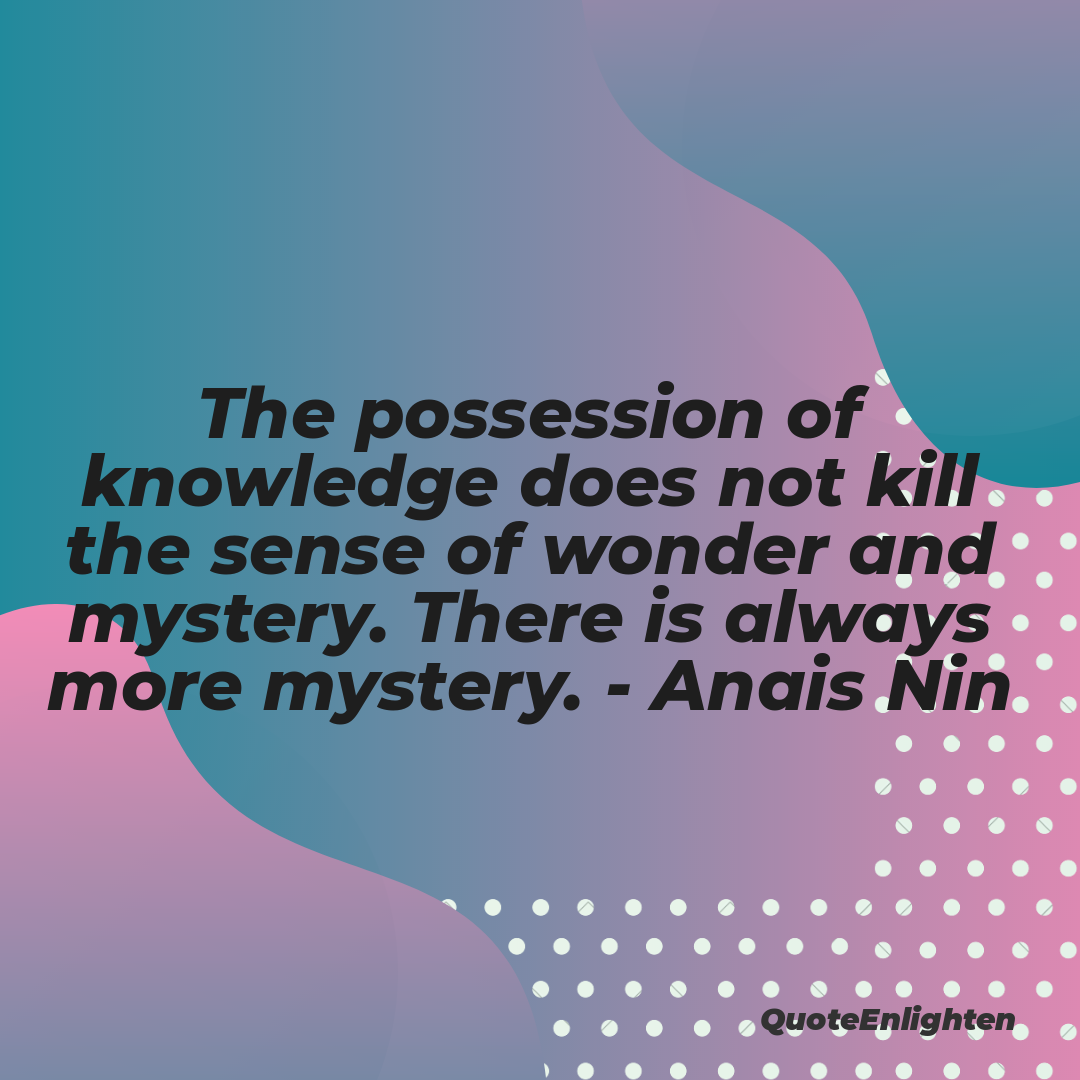 The possession of
knowledge does not kill
the sense of wonder and
mystery. There is always
more mystery. - Anais Nin
QuoteEnlighten